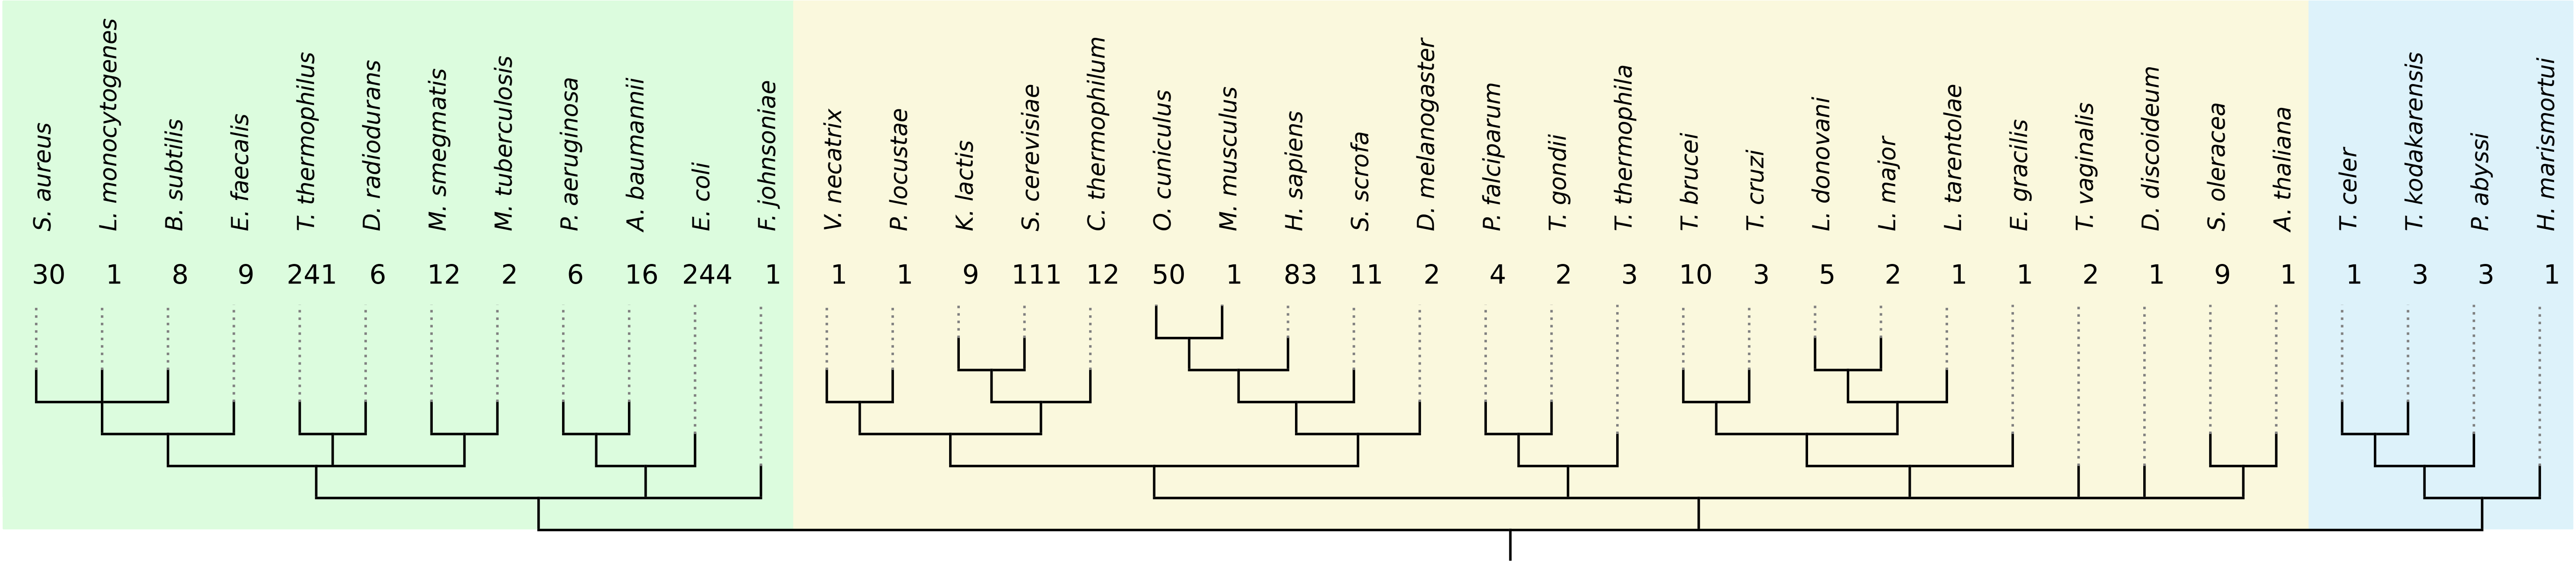 S. aureus
L. monocytogenes
B. subtilis
E. faecalis
T. thermophilus
D. radiodurans
M. smegmatis
M. tuberculosis
P. aeruginosa
A. baumannii
E. coli
F. johnsoniae
V. necatrix
P. locustae
K. lactis
S. cerevisiae
C. thermophilum
O. cuniculus
M. musculus
H. sapiens
S. scrofa
D. melanogaster
P. falciparum
T. gondii
T. thermophila
T. brucei
T. cruzi
L. donovani
L. major
L. tarentolae
E. gracilis
T. vaginalis
D. discoideum
S. oleracea
A. thaliana
T. celer
T. kodakarensis
P. abyssi
H. marismortui
30 1 8 9 241 6 12 2 6 16 244 1 1 1 9 111 12 50 1 83 11 2 4 2 3 10 3 5 2 1 1 2 1 9 1 1 3 3 1